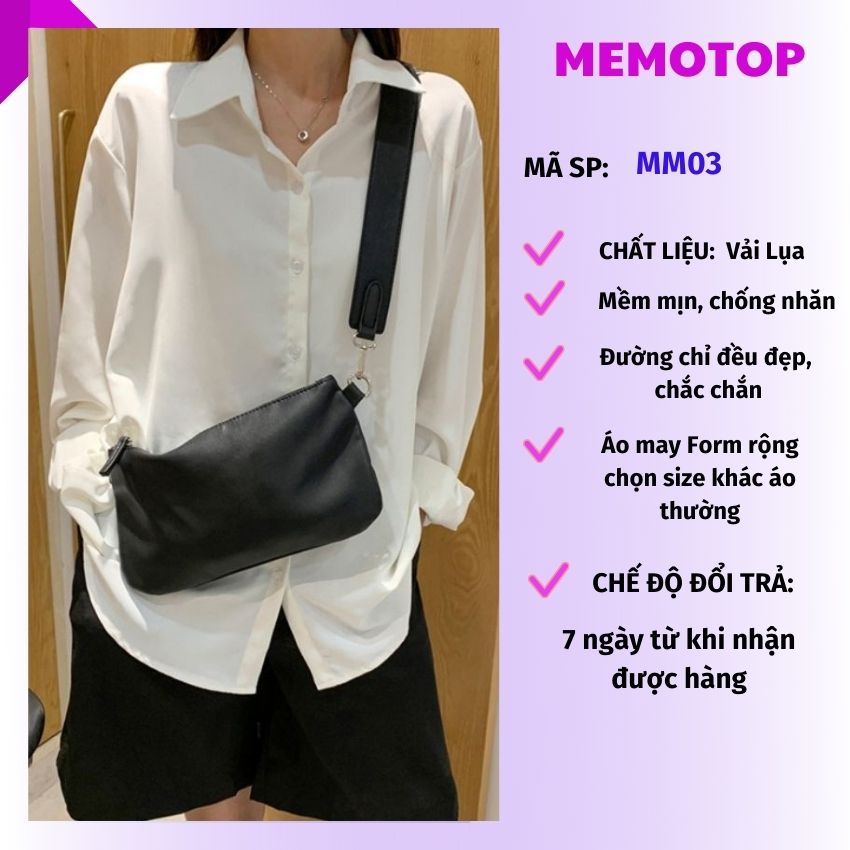 MEMOTOP
MÃ SP: MM03
CHẤT LIỆU: Vải Lụa
Mềm mịn, chống nhăn
Đường chỉ đều đẹp,
chắc chắn
Áo may Form rộng
chọn size khác áo
thường
CHẾ ĐỘ ĐỔI TRẢ:
7 ngày từ khi nhận
được hàng